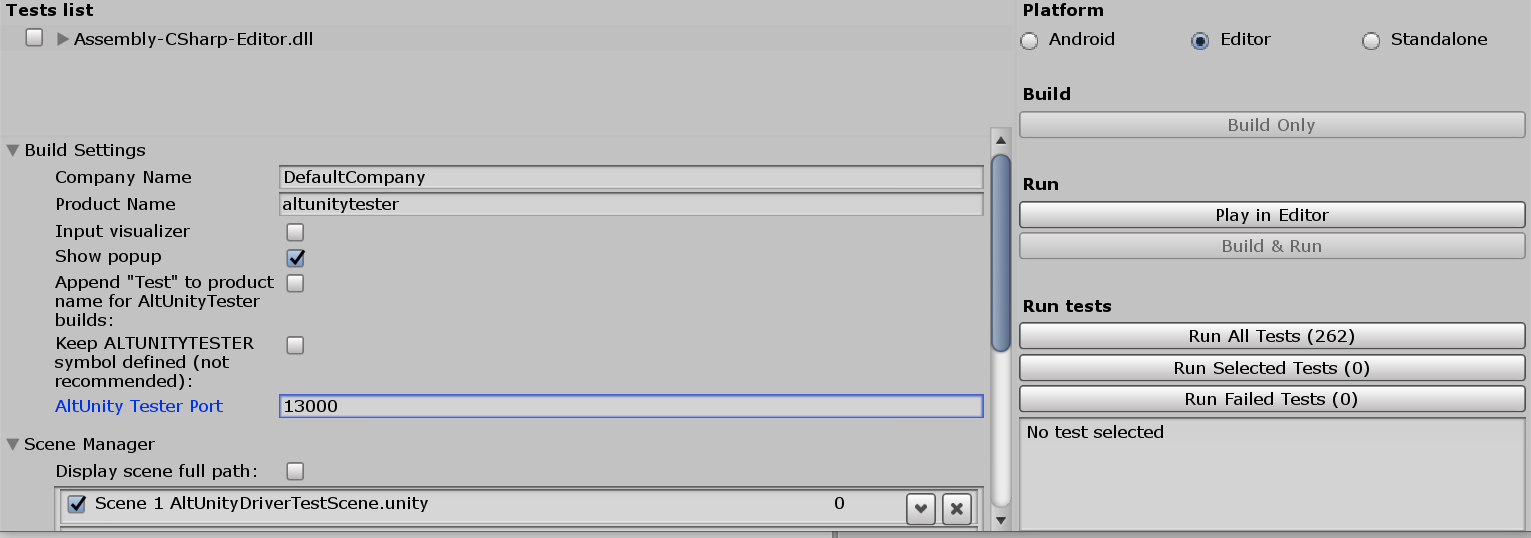 Tests list
Assembly-CSharp-Editor.dll
Build Settings
Company Name
DefaultCompany
Product Name
altunitytester
Input visualizer
Show popup
Append "Test" to product
name for AltUnityTester
builds:
Keep ALTUNITYTESTER
symbol defined (not
recommended):
AltUnity Tester Port
13000
Scene Manager
Display scene full path:
Scene 1 AltUnityDriverTestScene.unity
0
Platform
Android
Editor
Standalone
Build
Build Only
Run
Play in Editor
Build & Run
Run tests
Run All Tests (262)
Run Selected Tests (0)
Run Failed Tests (0)
No test selected